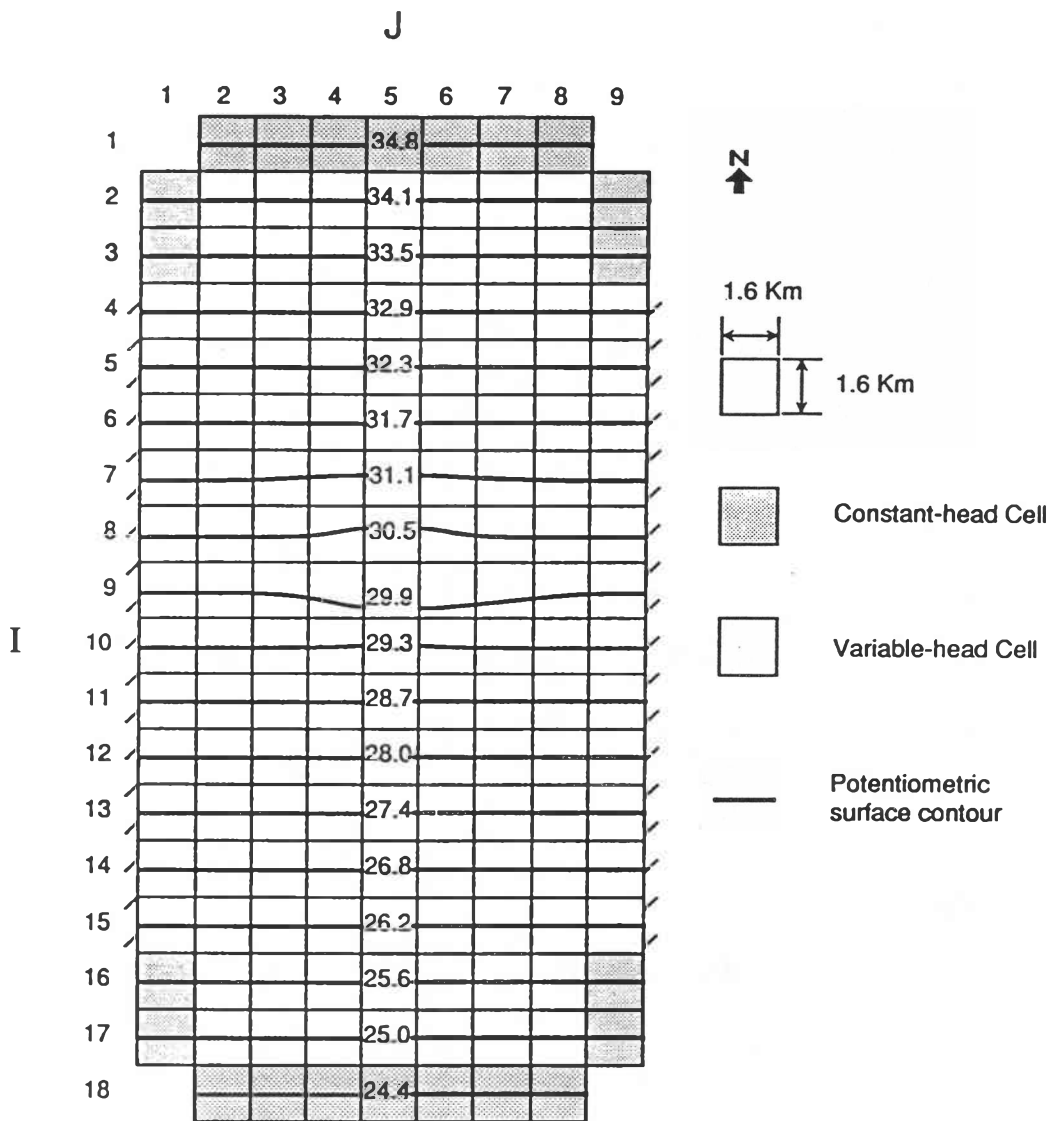 J
1 2 3 4 5 6 7 8 9
1 34.8
2 34.1
3 33.5
4 32.9
5 32.3
6 31.7
7 31.1
8 30.5
9 29.9
I
10 29.3
11 28.7
12 28.0
13 27.4
14 26.8
15 26.2
16 25.6
17 25.0
18 24.4
N
1.6 Km
1.6 Km
Constant-head Cell
Variable-head Cell
Potentiometric
surface contour